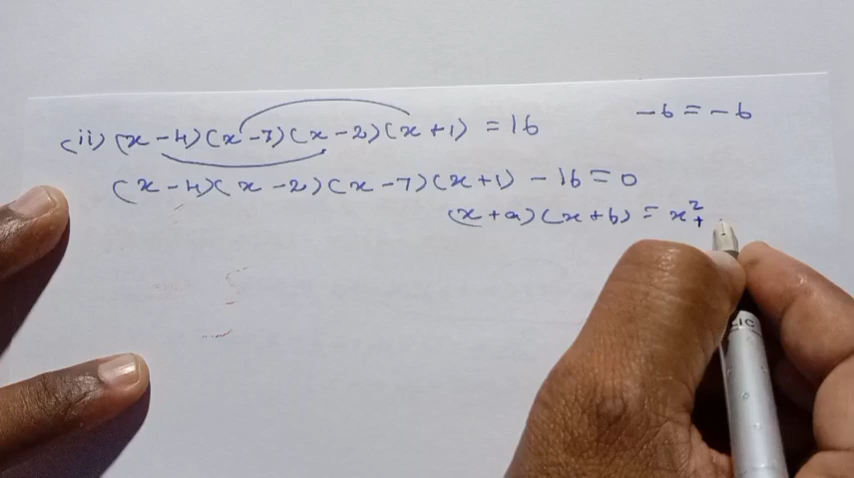 (ii) (x-4)(x-7)(x-2)(x+1) = 16
-6 = -6
(x-4)(x-2)(x-7)(x+1) - 16 = 0
(x+a)(x+b) = x²+